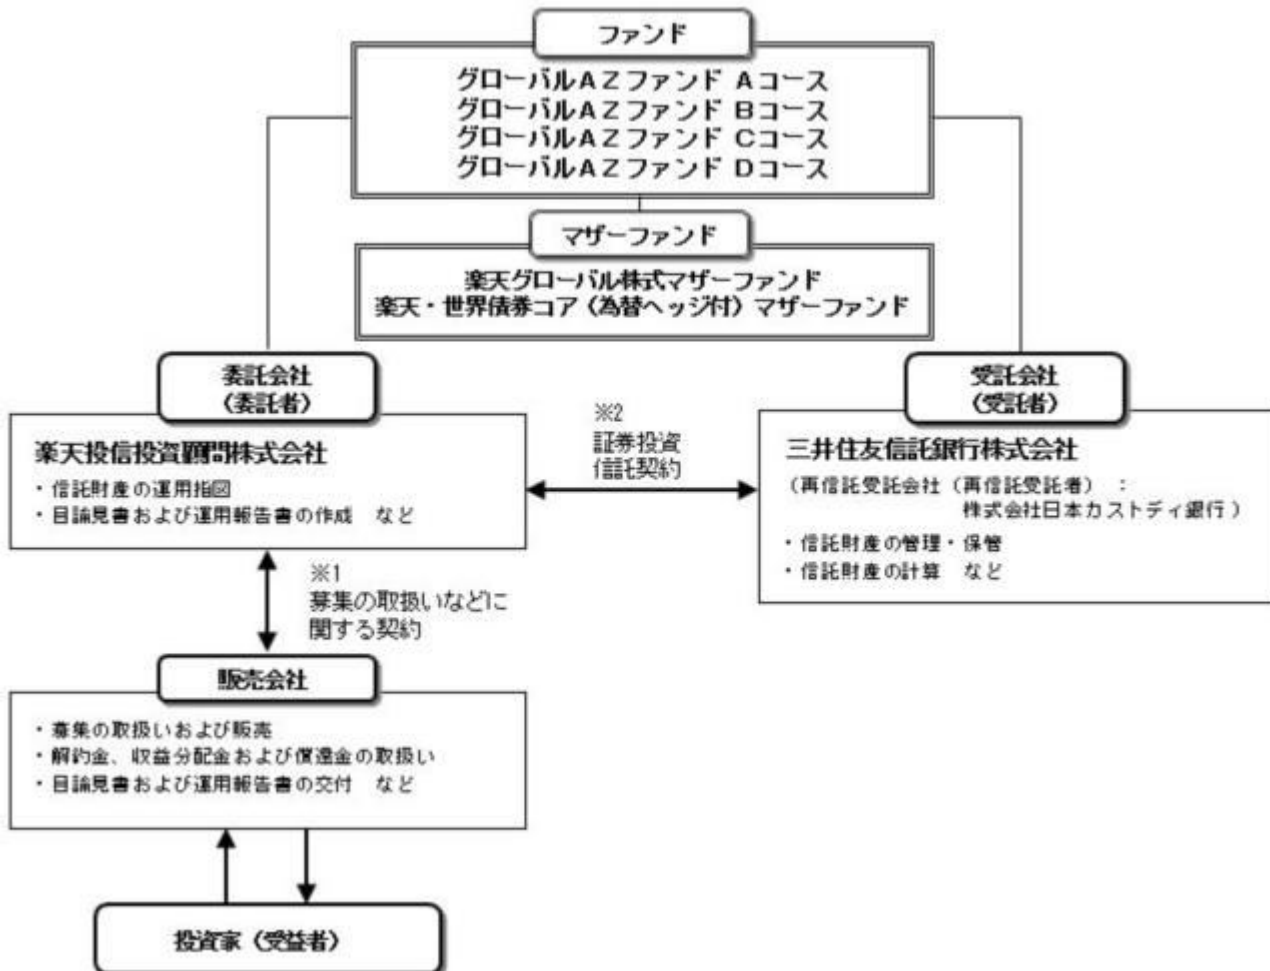 ファンド
グローバルAZファンド Aコース
グローバルAZファンド Bコース
グローバルAZファンド Cコース
グローバルAZファンド Dコース
マザーファンド
楽天グローバル株式マザーファンド
楽天・世界債券コア(為替ヘッジ付)マザーファンド
委託会社
(委託者)
楽天投信投資顧問株式会社
・信託財産の運用指図
・目論見書および運用報告書の作成 など
※2
証券投資
信託契約
受託会社
(受託者)
三井住友信託銀行株式会社
(再信託受託会社(再信託受託者) :
株式会社日本カストディ銀行)
・信託財産の管理・保管
・信託財産の計算 など
※1
募集の取扱いなどに
関する契約
販売会社
・募集の取扱いおよび販売
・解約金、収益分配金および償還金の取扱い
・目論見書および運用報告書の交付 など
投資家(受益者)